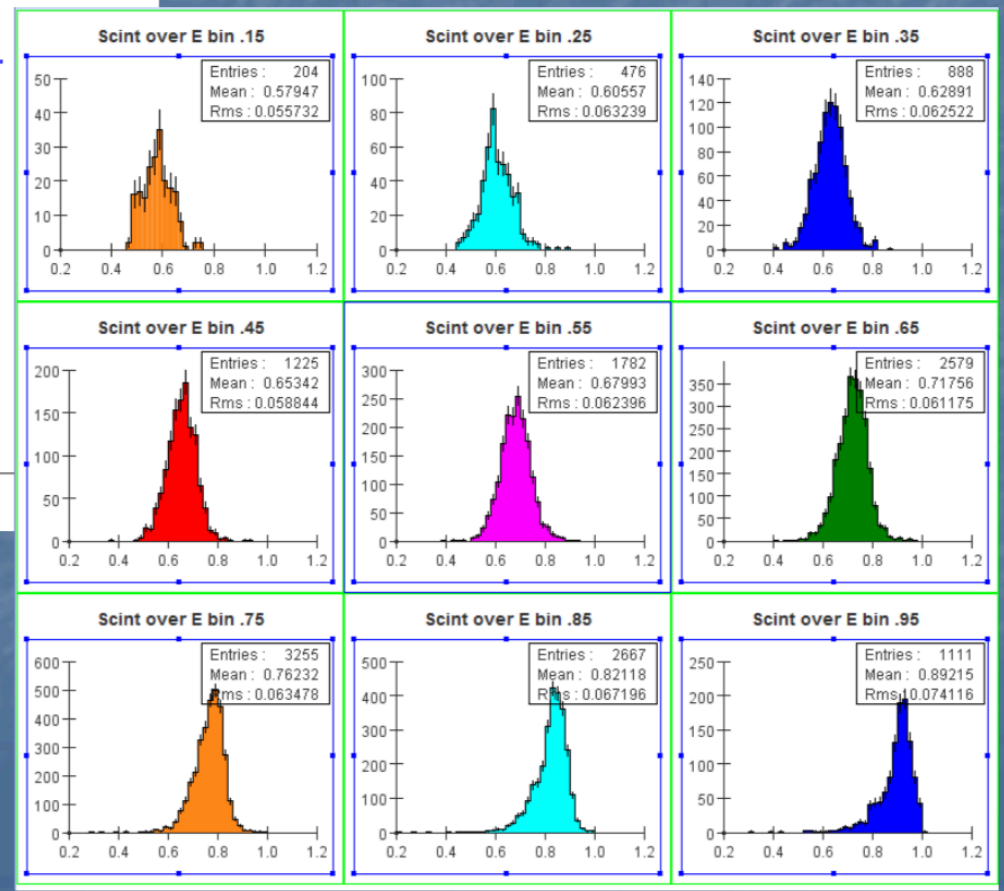 Scint over E bin .15
Entries : 204
Mean : 0.57947
Rms : 0.055732
50
40
30
20
10
0
0.2 0.4 0.6 0.8 1.0 1.2
Scint over E bin .25
Entries : 476
Mean : 0.60557
Rms : 0.063239
100
80
60
40
20
0
0.2 0.4 0.6 0.8 1.0 1.2
Scint over E bin .35
Entries : 888
Mean : 0.62891
Rms : 0.062522
140
120
100
80
60
40
20
0
0.2 0.4 0.6 0.8 1.0 1.2
Scint over E bin .45
Entries : 1225
Mean : 0.65342
Rms : 0.058844
200
150
100
50
0
0.2 0.4 0.6 0.8 1.0 1.2
Scint over E bin .55
Entries : 1782
Mean : 0.67993
Rms : 0.062396
300
250
200
150
100
50
0
0.2 0.4 0.6 0.8 1.0 1.2
Scint over E bin .65
Entries : 2579
Mean : 0.71756
Rms : 0.061175
350
300
250
200
150
100
50
0
0.2 0.4 0.6 0.8 1.0 1.2
Scint over E bin .75
Entries : 3255
Mean : 0.76232
Rms : 0.063478
600
500
400
300
200
100
0
0.2 0.4 0.6 0.8 1.0 1.2
Scint over E bin .85
Entries : 2667
Mean : 0.82118
Rms : 0.067196
500
400
300
200
100
0
0.2 0.4 0.6 0.8 1.0 1.2
Scint over E bin .95
Entries : 1111
Mean : 0.89215
Rms : 0.074116
250
200
150
100
50
0
0.2 0.4 0.6 0.8 1.0 1.2